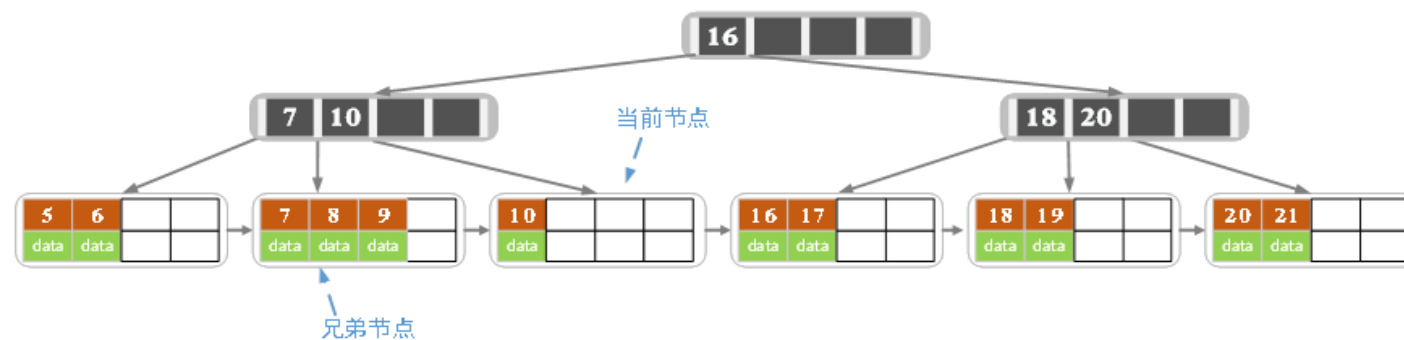 16
7 10
当前节点
18 20
5 6
7 8 9
10
16 17
18 19
20 21
data data
data data data
data
data data
data data
data data
兄弟节点